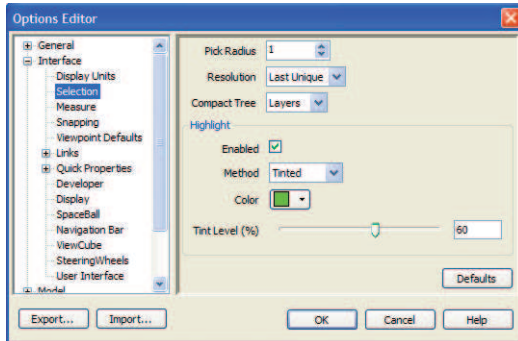 Options Editor
General
Interface
Display Units
Selection
Measure
Snapping
Viewpoint Defaults
Links
Quick Properties
Developer
Display
SpaceBall
Navigation Bar
ViewCube
SteeringWheels
User Interface
Model
Pick Radius 1
Resolution Last Unique
Compact Tree Layers
Highlight
Enabled
Method Tinted
Color
Tint Level (%) 60
Defaults
Export... Import... OK Cancel Help